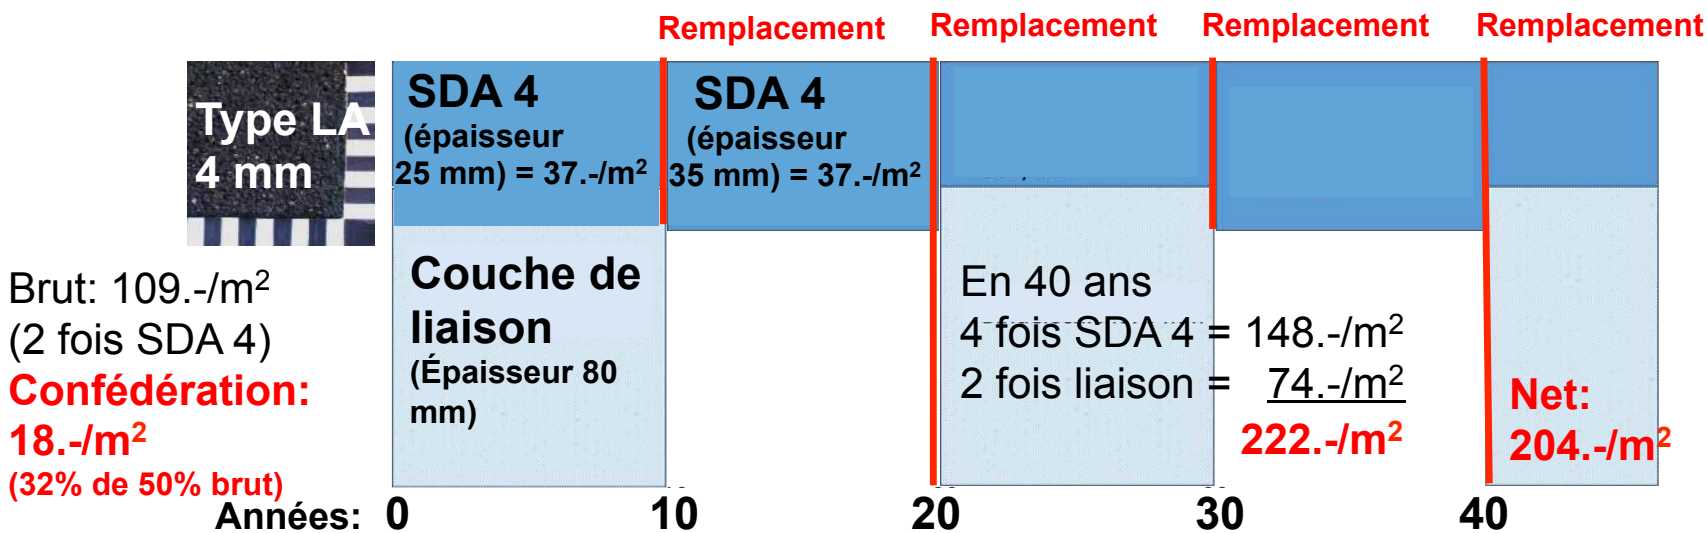 Remplacement
Remplacement
Remplacement
Remplacement
Type LA
4 mm
SDA 4
(épaisseur
25 mm) = 37.-/m²
SDA 4
(épaisseur
35 mm) = 37.-/m²
Brut: 109.-/m²
(2 fois SDA 4)
Confédération:
18.-/m²
(32% de 50% brut)
Couche de
liaison
(Épaisseur 80
mm)
En 40 ans
4 fois SDA 4 = 148.-/m²
2 fois liaison = 74.-/m²
222.-/m²
Net:
204.-/m²
Années: 0 10 20 30 40